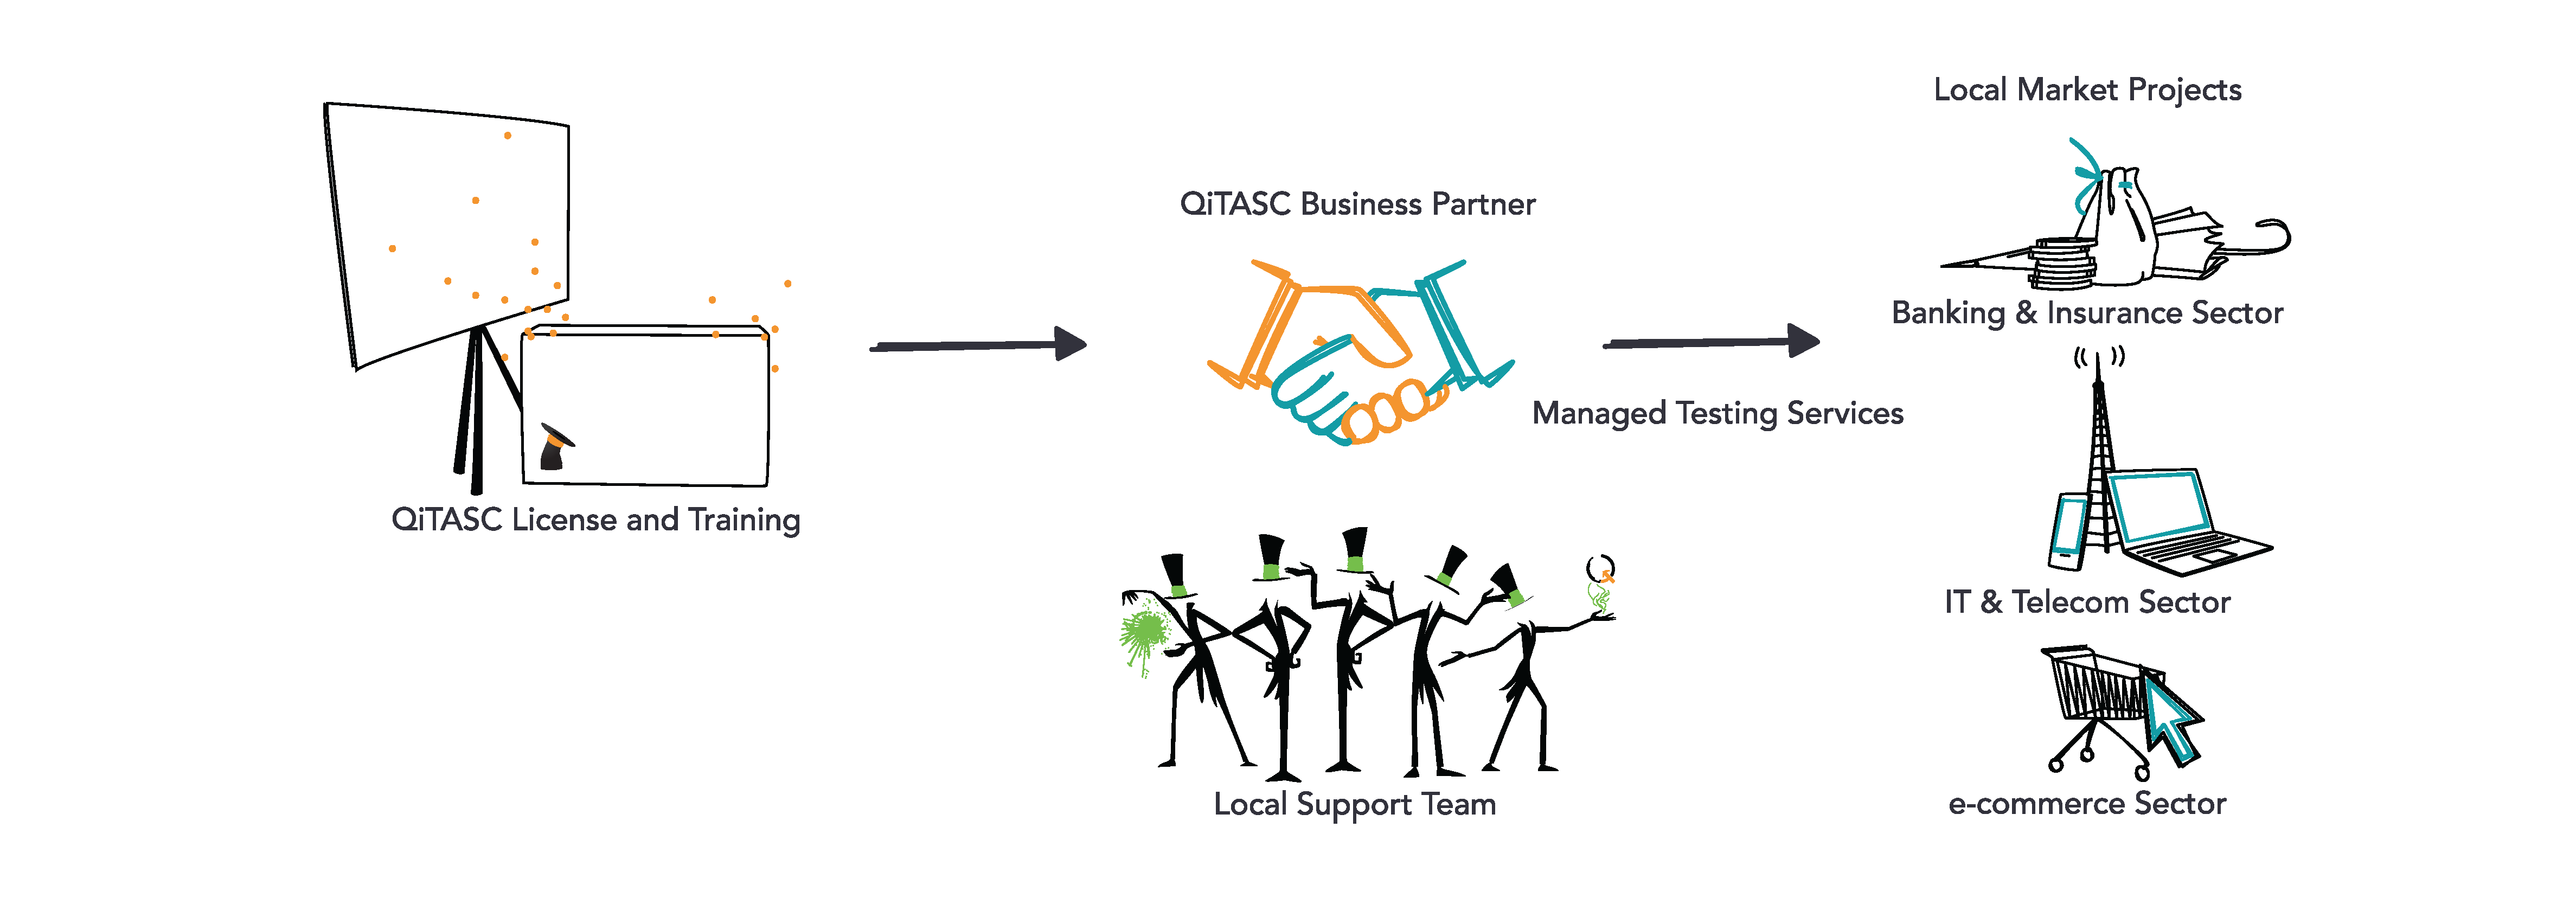 QiTASC License and Training
QiTASC Business Partner
Local Support Team
Managed Testing Services
Local Market Projects
Banking & Insurance Sector
IT & Telecom Sector
e-commerce Sector